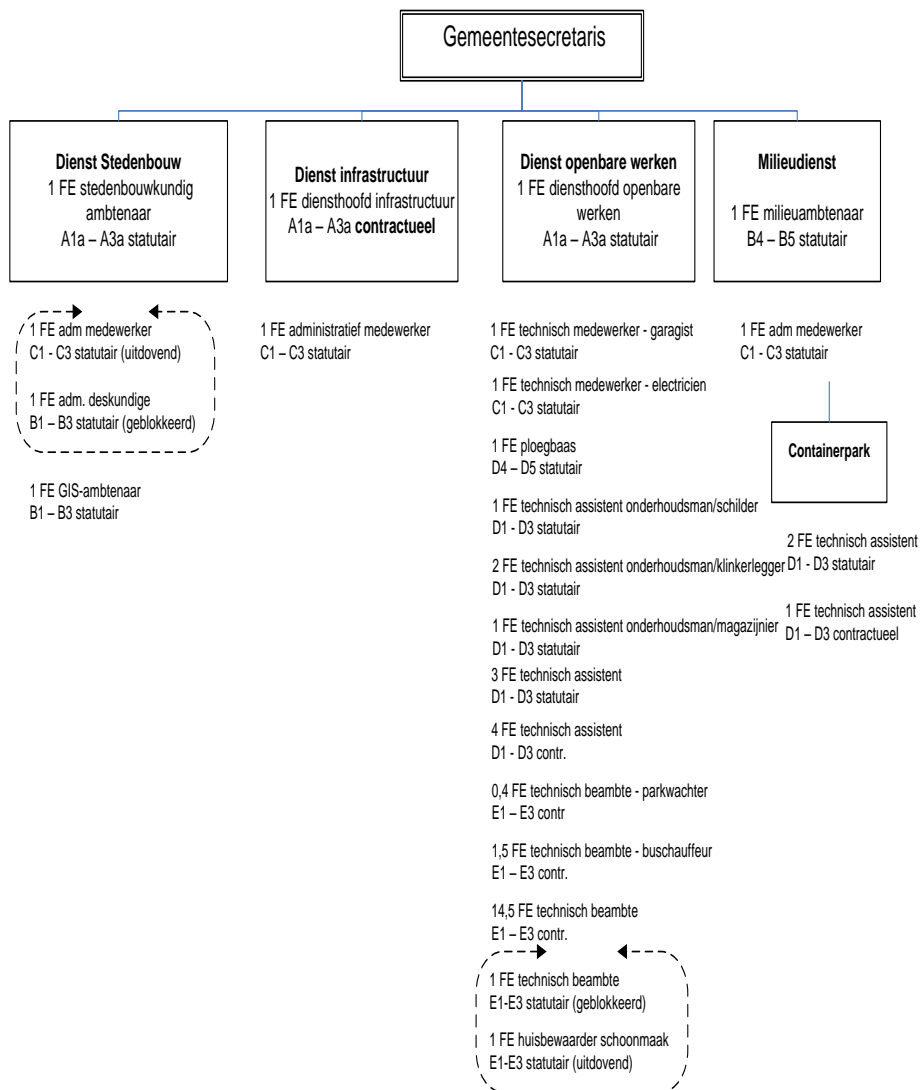 Gemeentesecretaris
Dienst Stedenbouw
1 FE stedenbouwkundig
ambtenaar
A1a – A3a statutair
Dienst infrastructuur
1 FE diensthoofd infrastructuur
A1a – A3a contractueel
Dienst openbare werken
1 FE diensthoofd openbare
werken
A1a – A3a statutair
Milieudienst
1 FE milieuambtenaar
B4 – B5 statutair
1 FE adm medewerker
C1 - C3 statutair (uitdovend)
1 FE adm. deskundige
B1 – B3 statutair (geblokkeerd)
1 FE GIS-ambtenaar
B1 – B3 statutair
1 FE administratief medewerker
C1 – C3 statutair
1 FE technisch medewerker - garagist
C1 - C3 statutair
1 FE technisch medewerker - electricien
C1 - C3 statutair
1 FE ploegbaas
D4 – D5 statutair
1 FE technisch assistent onderhoudsman/schilder
D1 - D3 statutair
2 FE technisch assistent onderhoudsman/klinkerlegger
D1 - D3 statutair
1 FE technisch assistent onderhoudsman/magazijnier
D1 - D3 statutair
3 FE technisch assistent
D1 - D3 statutair
4 FE technisch assistent
D1 - D3 contr.
0,4 FE technisch beambte - parkwachter
E1 – E3 contr
1,5 FE technisch beambte - buschauffeur
E1 – E3 contr.
14,5 FE technisch beambte
E1 – E3 contr.
1 FE technisch beambte
E1-E3 statutair (geblokkeerd)
1 FE huisbewaarder schoonmaak
E1-E3 statutair (uitdovend)
1 FE adm medewerker
C1 - C3 statutair
Containerpark
2 FE technisch assistent
D1 - D3 statutair
1 FE technisch assistent
D1 – D3 contractueel